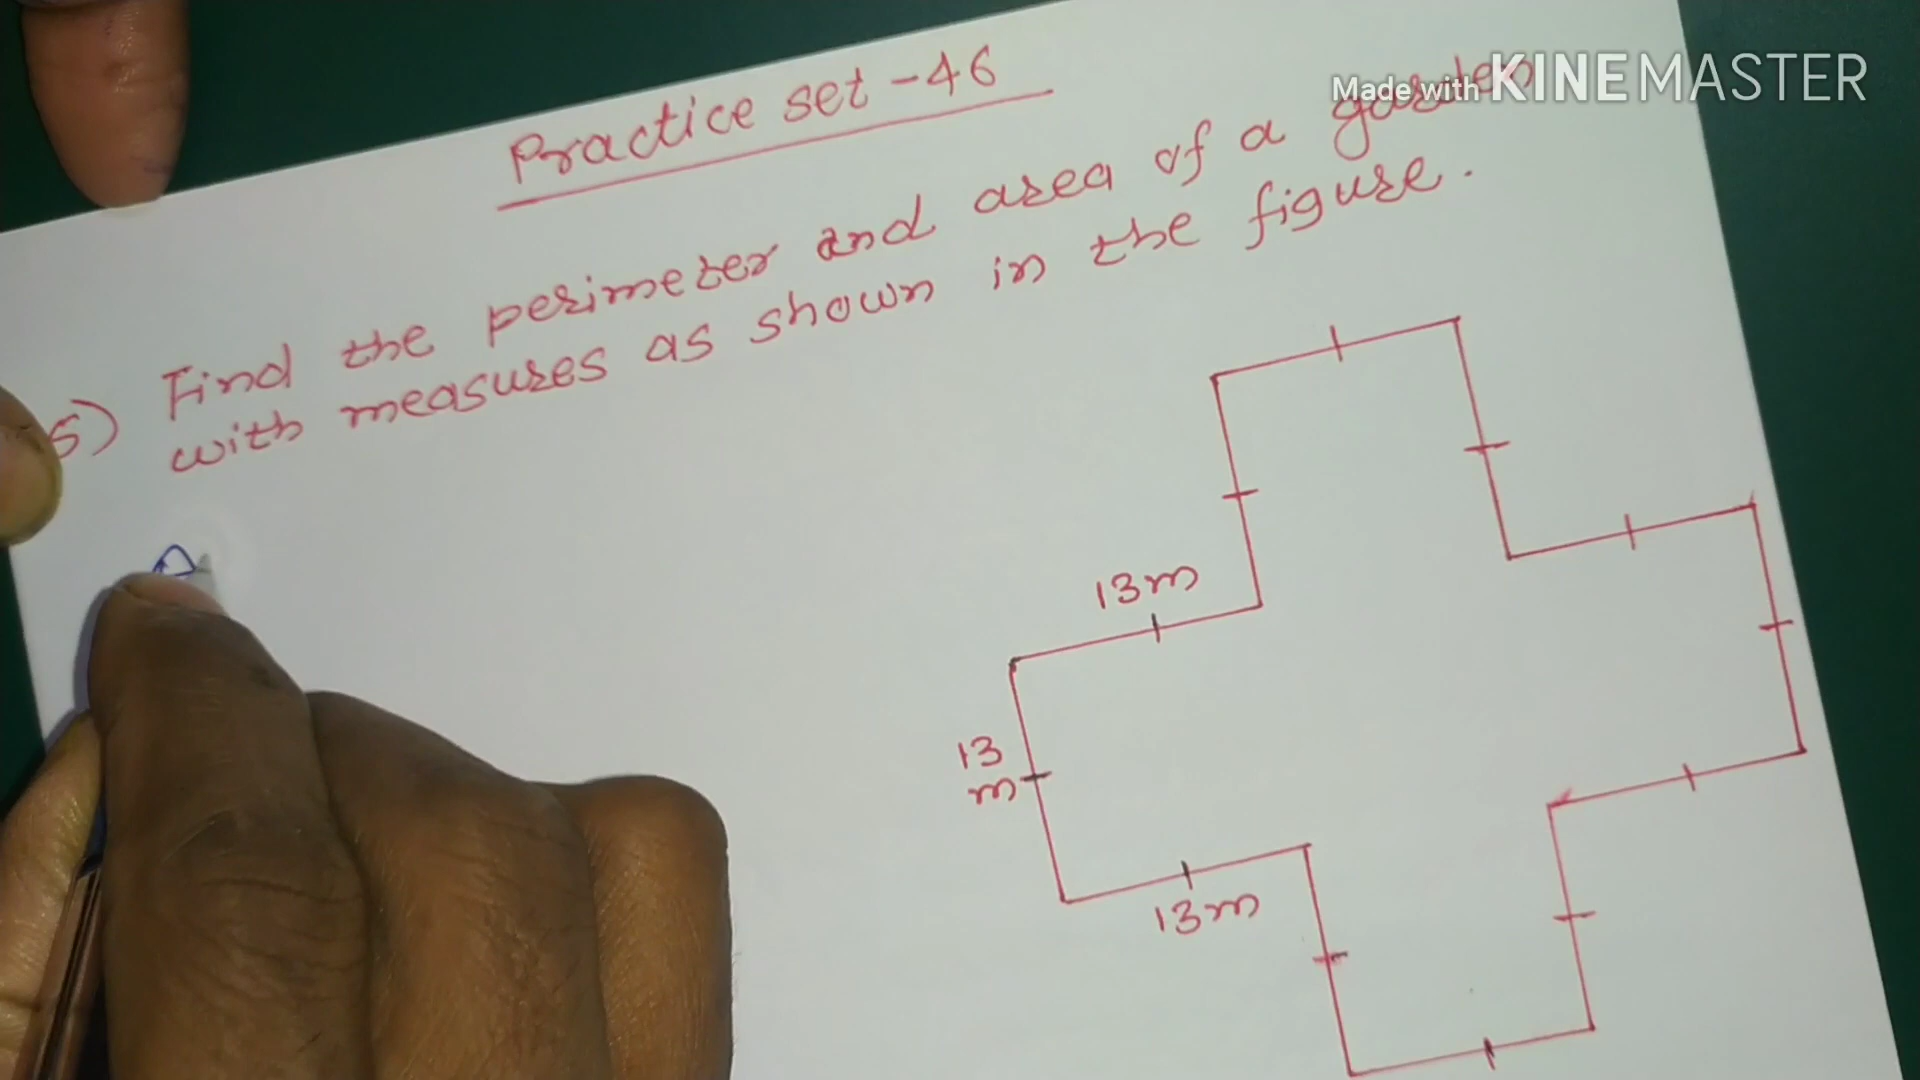 Made with KINEMASTER
Practice set - 46
5) Find the perimeter and area of a garden
with measures as shown in the figure.
13m
13
m
13m